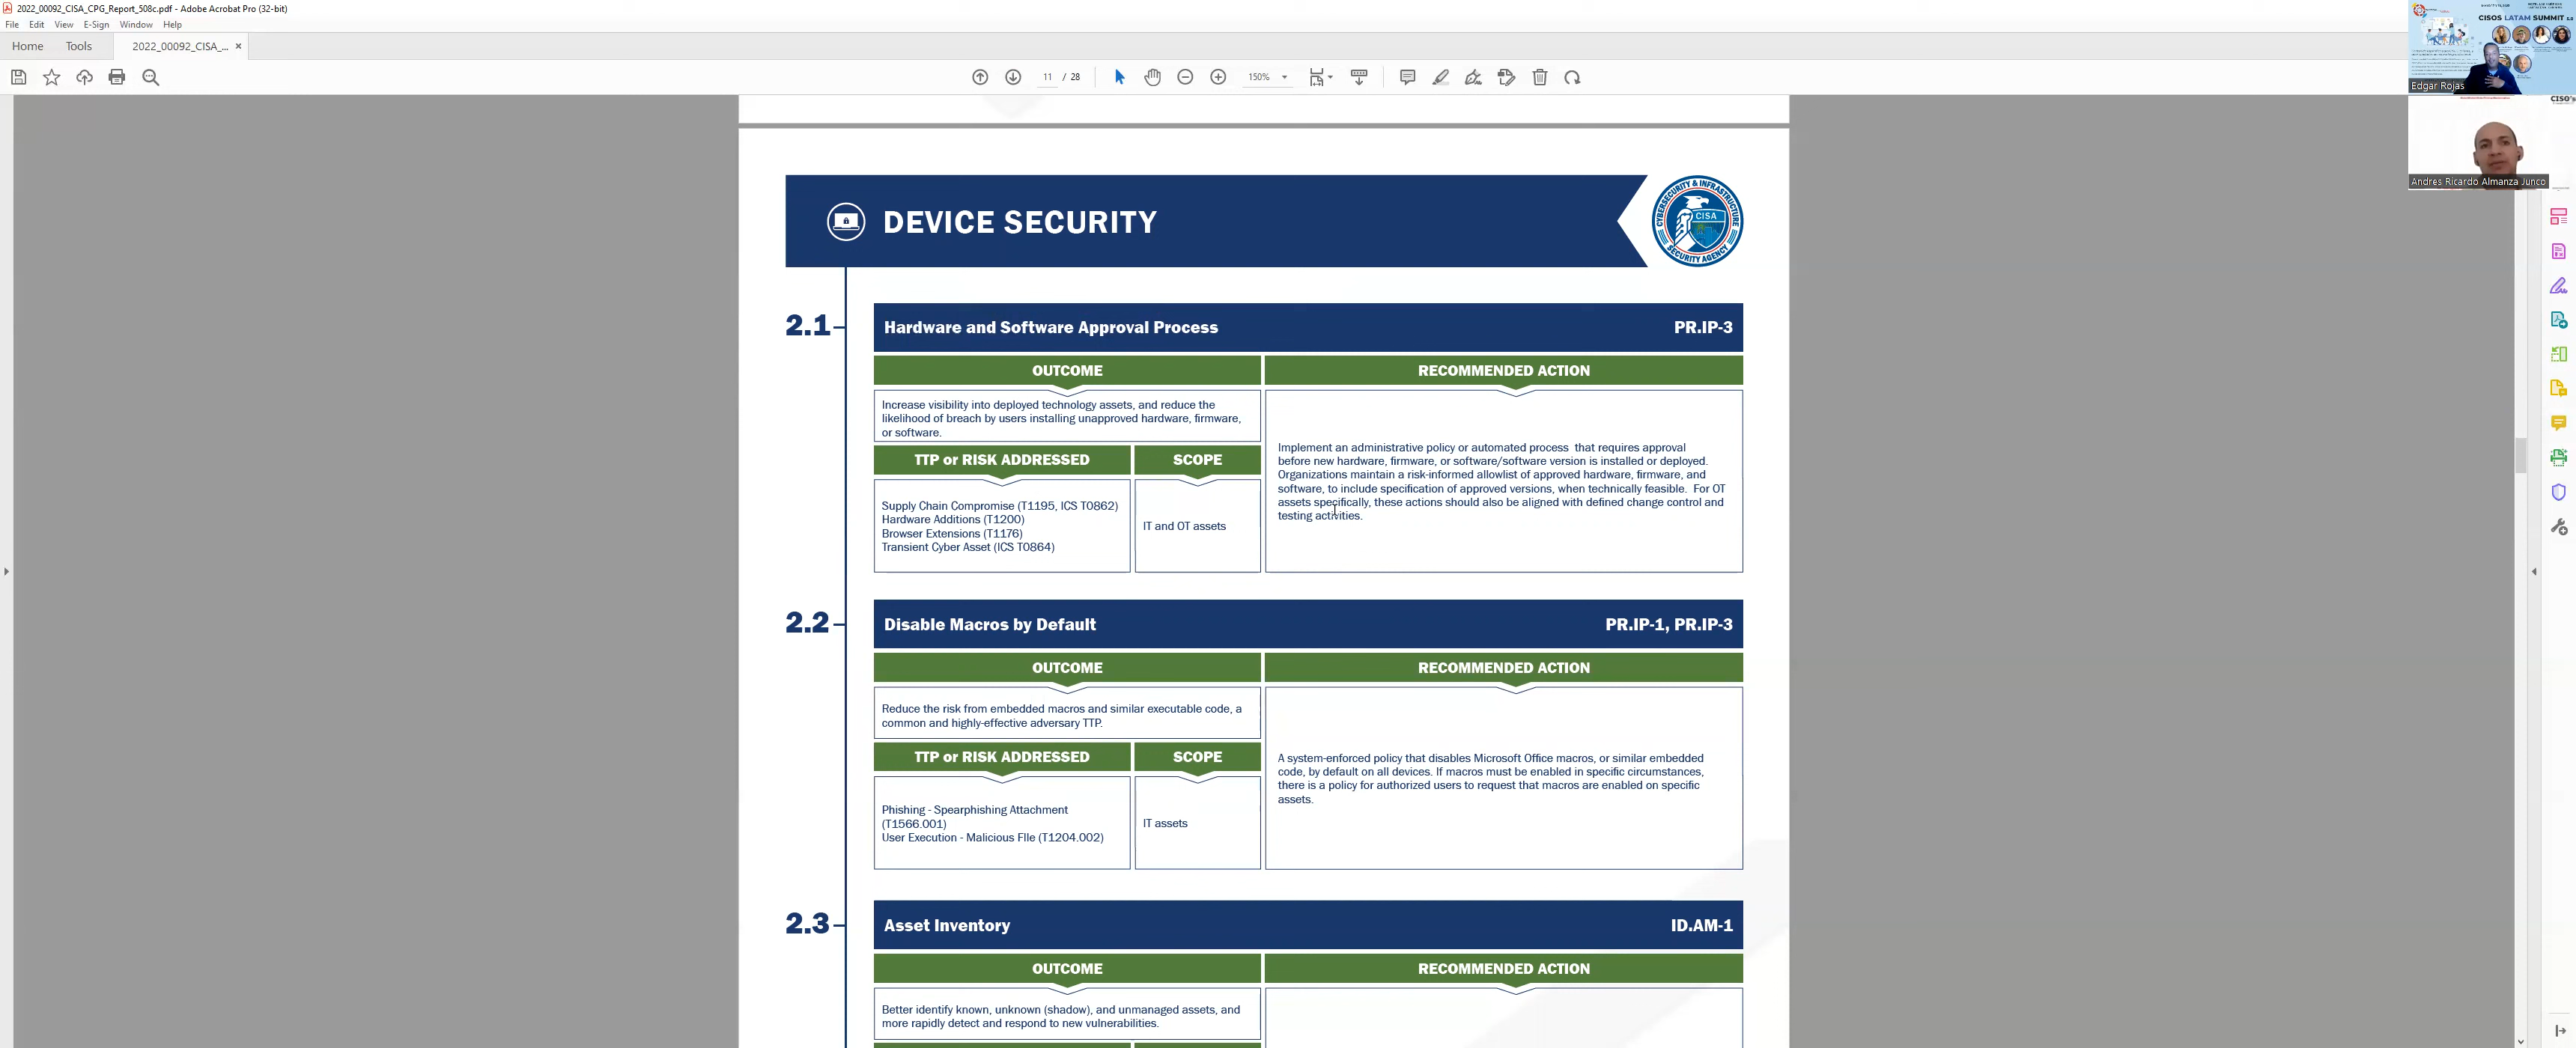 2022_00092_CISA_CPG_Report_508c.pdf - Adobe Acrobat Pro (32-bit)
File Edit View E-Sign Window Help
Home Tools 2022_00092_CISA_... ×
11 / 28 150%
CISOS LATAM SUMMIT
Edgar Rojas
CISO's
Andres Ricardo Almanza Junco
DEVICE SECURITY
CYBERSECURITY & INFRASTRUCTURE
CISA
SECURITY AGENCY
2.1
Hardware and Software Approval Process PR.IP-3
OUTCOME
Increase visibility into deployed technology assets, and reduce the
likelihood of breach by users installing unapproved hardware, firmware,
or software.
TTP or RISK ADDRESSED
Supply Chain Compromise (T1195, ICS T0862)
Hardware Additions (T1200)
Browser Extensions (T1176)
Transient Cyber Asset (ICS T0864)
SCOPE
IT and OT assets
RECOMMENDED ACTION
Implement an administrative policy or automated process that requires approval
before new hardware, firmware, or software/software version is installed or deployed.
Organizations maintain a risk-informed allowlist of approved hardware, firmware, and
software, to include specification of approved versions, when technically feasible. For OT
assets specifically, these actions should also be aligned with defined change control and
testing activities.
2.2
Disable Macros by Default PR.IP-1, PR.IP-3
OUTCOME
Reduce the risk from embedded macros and similar executable code, a
common and highly-effective adversary TTP.
TTP or RISK ADDRESSED
Phishing - Spearphishing Attachment
(T1566.001)
User Execution - Malicious FIle (T1204.002)
SCOPE
IT assets
RECOMMENDED ACTION
A system-enforced policy that disables Microsoft Office macros, or similar embedded
code, by default on all devices. If macros must be enabled in specific circumstances,
there is a policy for authorized users to request that macros are enabled on specific
assets.
2.3
Asset Inventory ID.AM-1
OUTCOME
Better identify known, unknown (shadow), and unmanaged assets, and
more rapidly detect and respond to new vulnerabilities.
RECOMMENDED ACTION